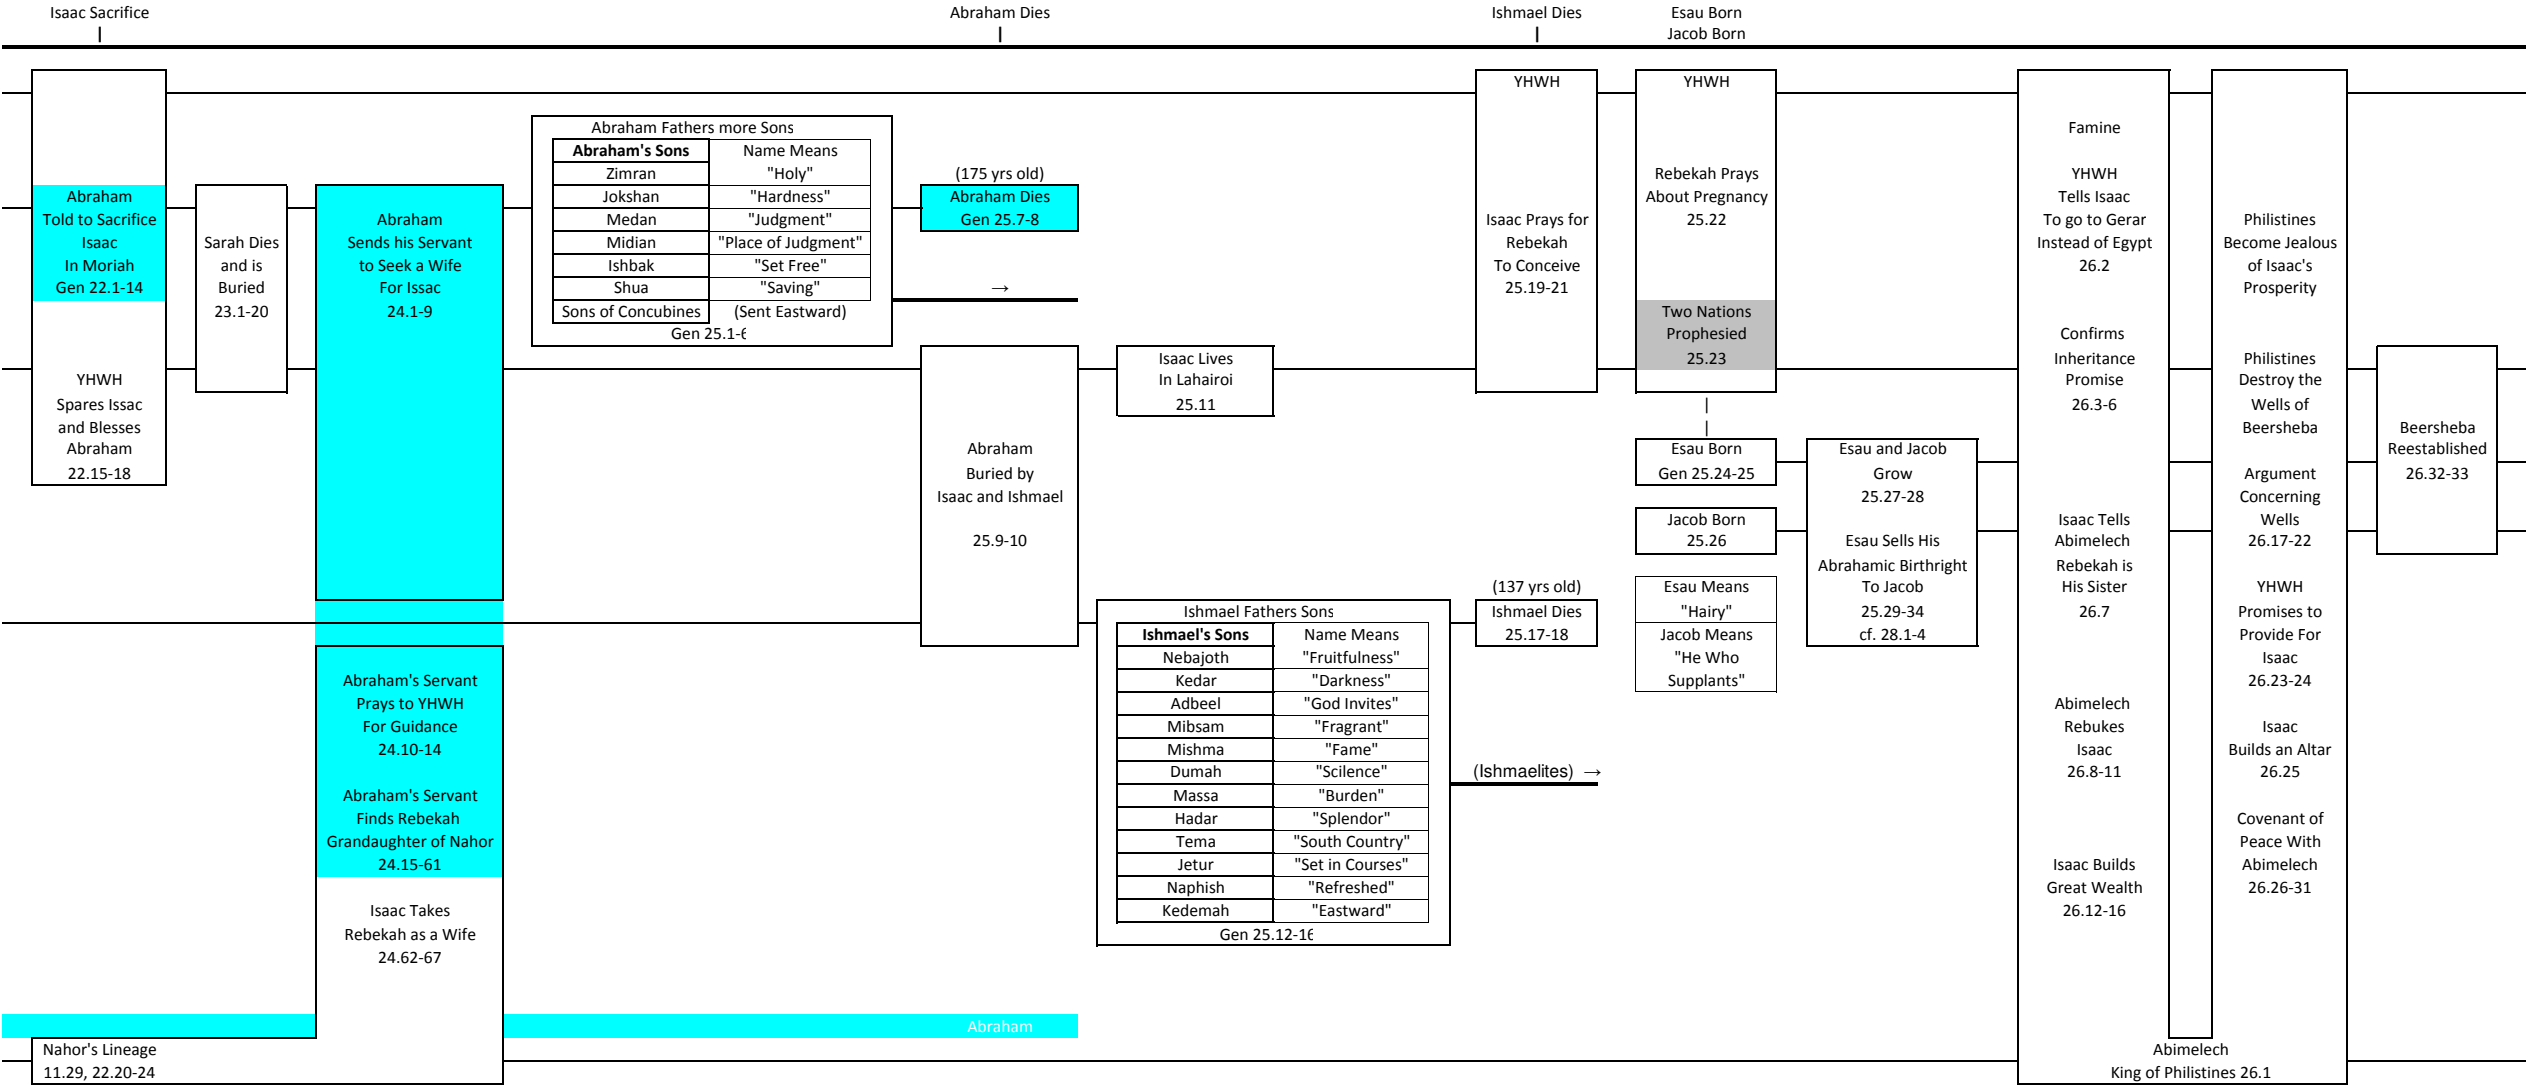 Isaac Sacrifice
Abraham Dies
Ishmael Dies
Esau Born
Jacob Born
Abraham
Told to Sacrifice
Isaac
In Moriah
Gen 22.1-14
YHWH
Spares Issac
and Blesses
Abraham
22.15-18
Sarah Dies
and is
Buried
23.1-20
Abraham
Sends his Servant
to Seek a Wife
For Issac
24.1-9
Abraham's Servant
Prays to YHWH
For Guidance
24.10-14
Abraham's Servant
Finds Rebekah
Grandaughter of Nahor
24.15-61
Isaac Takes
Rebekah as a Wife
24.62-67
Nahor's Lineage
11.29, 22.20-24
Abraham Fathers more Sons
Abraham's Sons Name Means
Zimran "Holy"
Jokshan "Hardness"
Medan "Judgment"
Midian "Place of Judgment"
Ishbak "Set Free"
Shua "Saving"
Sons of Concubines (Sent Eastward)
Gen 25.1-6
(175 yrs old)
Abraham Dies
Gen 25.7-8
→
Abraham
Buried by
Isaac and Ishmael
25.9-10
Abraham
Isaac Lives
In Lahairoi
25.11
Ishmael Fathers Sons
Ishmael's Sons Name Means
Nebajoth "Fruitfulness"
Kedar "Darkness"
Adbeel "God Invites"
Mibsam "Fragrant"
Mishma "Fame"
Dumah "Scilence"
Massa "Burden"
Hadar "Splendor"
Tema "South Country"
Jetur "Set in Courses"
Naphish "Refreshed"
Kedemah "Eastward"
Gen 25.12-16
YHWH
Isaac Prays for
Rebekah
To Conceive
25.19-21
(137 yrs old)
Ishmael Dies
25.17-18
(Ishmaelites) →
YHWH
Rebekah Prays
About Pregnancy
25.22
Two Nations
Prophesied
25.23
Esau Born
Gen 25.24-25
Jacob Born
25.26
Esau Means
"Hairy"
Jacob Means
"He Who
Supplants"
Esau and Jacob
Grow
25.27-28
Esau Sells His
Abrahamic Birthright
To Jacob
25.29-34
cf. 28.1-4
Famine
YHWH
Tells Isaac
To go to Gerar
Instead of Egypt
26.2
Confirms
Inheritance
Promise
26.3-6
Isaac Tells
Abimelech
Rebekah is
His Sister
26.7
Abimelech
Rebukes
Isaac
26.8-11
Isaac Builds
Great Wealth
26.12-16
Philistines
Become Jealous
of Isaac's
Prosperity
Philistines
Destroy the
Wells of
Beersheba
Argument
Concerning
Wells
26.17-22
YHWH
Promises to
Provide For
Isaac
26.23-24
Isaac
Builds an Altar
26.25
Covenant of
Peace With
Abimelech
26.26-31
Abimelech
King of Philistines 26.1
Beersheba
Reestablished
26.32-33